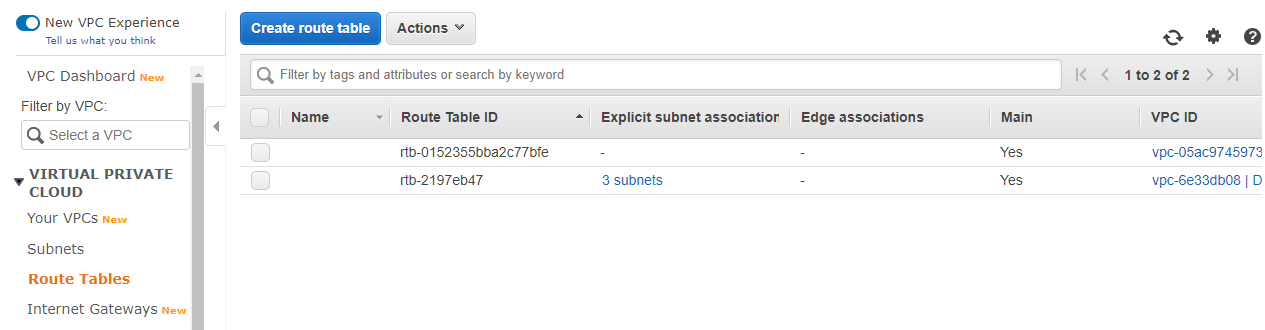 New VPC Experience
Tell us what you think
VPC Dashboard New
Filter by VPC:
Select a VPC
VIRTUAL PRIVATE
CLOUD
Your VPCs New
Subnets
Route Tables
Internet Gateways New
Create route table Actions
Filter by tags and attributes or search by keyword
1 to 2 of 2
Name Route Table ID Explicit subnet association Edge associations Main VPC ID
rtb-0152355bba2c77bfe - - Yes vpc-05ac9745973
rtb-2197eb47 3 subnets - Yes vpc-6e33db08 | D